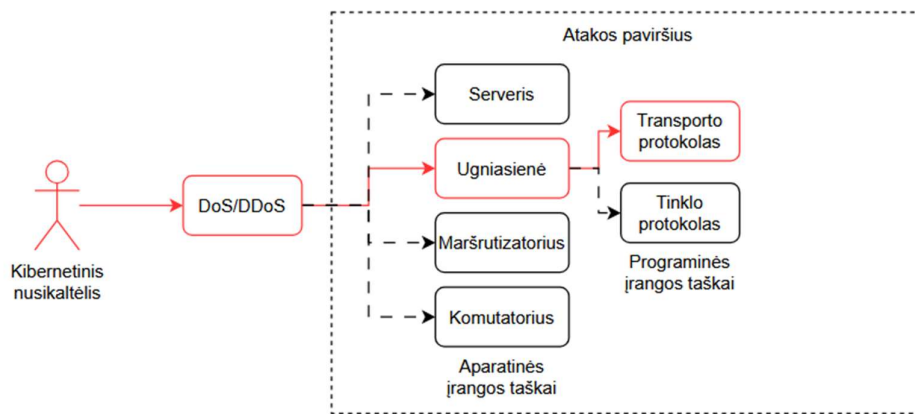 Atakos paviršius
Serveris
Ugniasienė
Transporto
protokolas
DoS/DDoS
Tinklo
protokolas
Maršrutizatorius
Programinės
įrangos taškai
Kibernetinis
nusikaltėlis
Komutatorius
Aparatinės
įrangos taškai